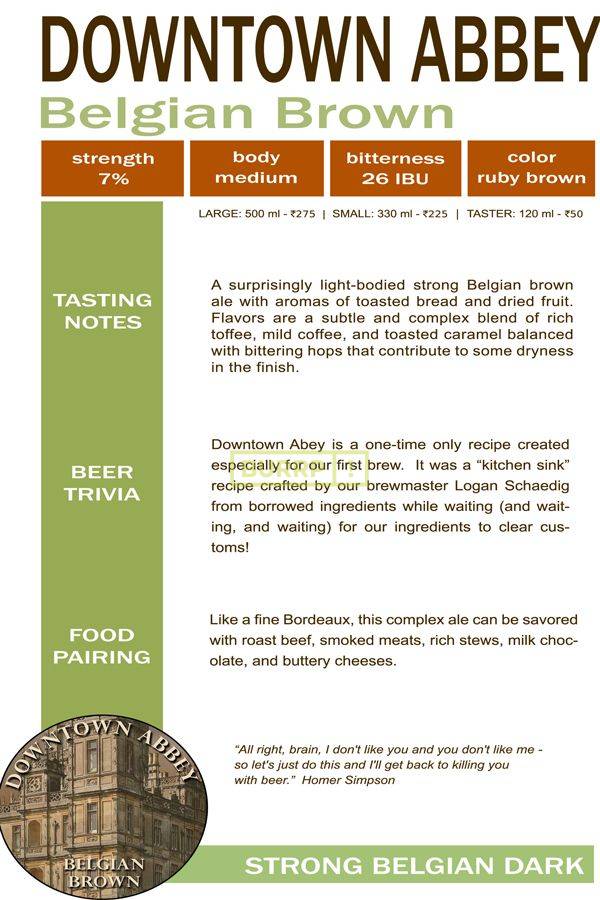 DOWNTOWN ABBEY
Belgian Brown
strength
7%
body
medium
bitterness
26 IBU
color
ruby brown
LARGE: 500 ml - ₹275 | SMALL: 330 ml - ₹225 | TASTER: 120 ml - ₹50
TASTING
NOTES
A surprisingly light-bodied strong Belgian brown
ale with aromas of toasted bread and dried fruit.
Flavors are a subtle and complex blend of rich
toffee, mild coffee, and toasted caramel balanced
with bittering hops that contribute to some dryness
in the finish.
BEER
TRIVIA
Downtown Abey is a one-time only recipe created
especially for our first brew. It was a “kitchen sink”
recipe crafted by our brewmaster Logan Schaedig
from borrowed ingredients while waiting (and wait-
ing, and waiting) for our ingredients to clear cus-
toms!
BURRP!
FOOD
PAIRING
Like a fine Bordeaux, this complex ale can be savored
with roast beef, smoked meats, rich stews, milk choc-
olate, and buttery cheeses.
“All right, brain, I don't like you and you don't like me -
so let's just do this and I'll get back to killing you
with beer.” Homer Simpson
DOWNTOWN ABBEY
BELGIAN
BROWN
STRONG BELGIAN DARK